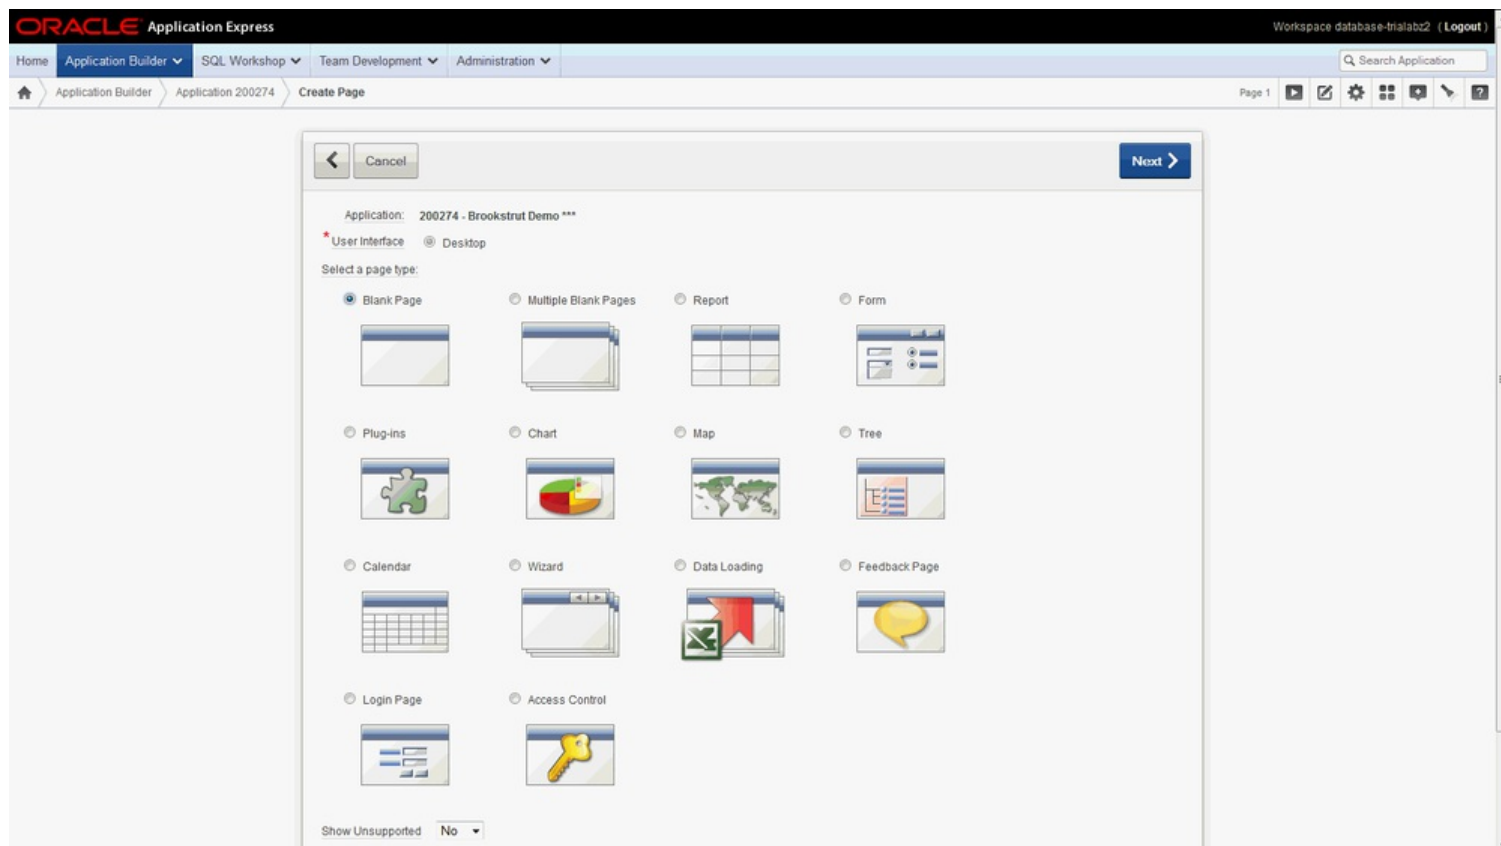 ORACLE Application Express
Workspace database-trialabz2 ( Logout )
Home Application Builder SQL Workshop Team Development Administration
Search Application
Application Builder Application 200274 Create Page
Page 1
Cancel
Next
Application: 200274 - Brookstrut Demo ***
* User Interface Desktop
Select a page type:
Blank Page Multiple Blank Pages Report Form
Plug-ins Chart Map Tree
Calendar Wizard Data Loading Feedback Page
Login Page Access Control
Show Unsupported No